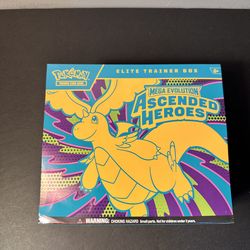 POKÉMON
TRADING CARD GAME
ELITE TRAINER BOX
6+
MEGA EVOLUTION
ASCENDED
HEROES
WARNING: CHOKING HAZARD Small parts. Not for children under 3 years.